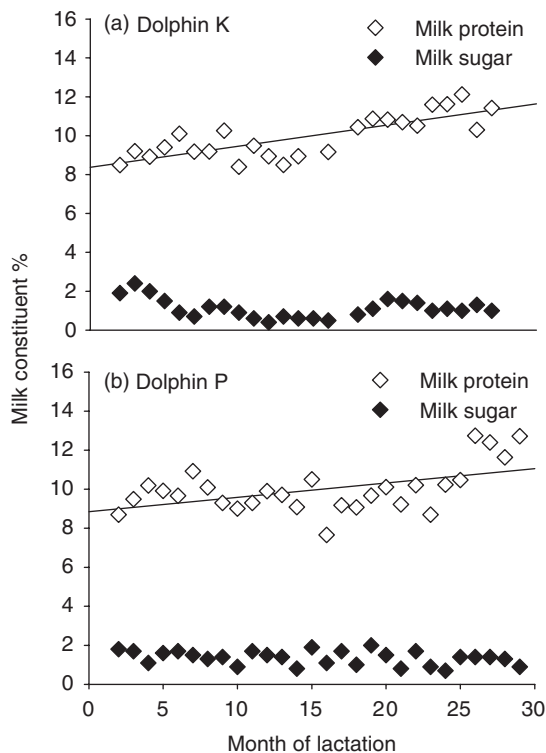 (a) Dolphin K
Milk protein
Milk sugar
16
14
12
10
8
6
4
2
0
Milk constituent %
(b) Dolphin P
Milk protein
Milk sugar
16
14
12
10
8
6
4
2
0
0 5 10 15 20 25 30
Month of lactation